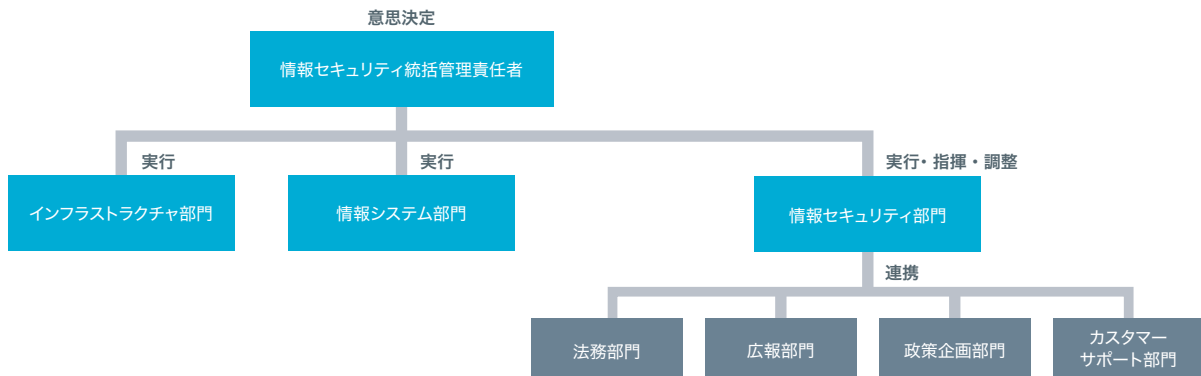 意思決定
情報セキュリティ統括管理責任者
実行
実行
実行・指揮・調整
インフラストラクチャ部門
情報システム部門
情報セキュリティ部門
連携
法務部門
広報部門
政策企画部門
カスタマー
サポート部門